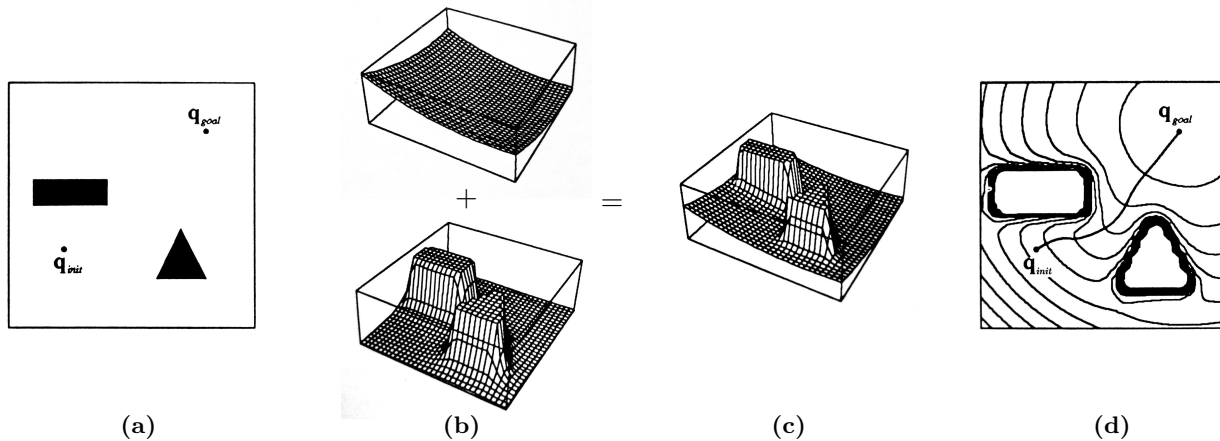 q_goal
q_init
+
=
q_goal
q_init
(a)
(b)
(c)
(d)